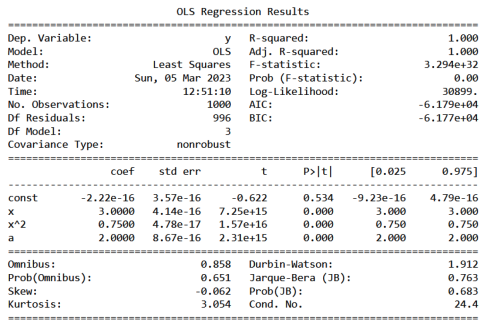 OLS Regression Results
==============================================================================
Dep. Variable: y R-squared: 1.000
Model: OLS Adj. R-squared: 1.000
Method: Least Squares F-statistic: 3.294e+32
Date: Sun, 05 Mar 2023 Prob (F-statistic): 0.00
Time: 12:51:10 Log-Likelihood: 30899.
No. Observations: 1000 AIC: -6.179e+04
Df Residuals: 996 BIC: -6.177e+04
Df Model: 3
Covariance Type: nonrobust
==============================================================================
coef std err t P>|t| [0.025 0.975]
------------------------------------------------------------------------------
const -2.22e-16 3.57e-16 -0.622 0.534 -9.23e-16 4.79e-16
x 3.0000 4.14e-16 7.25e+15 0.000 3.000 3.000
x^2 0.7500 4.78e-17 1.57e+16 0.000 0.750 0.750
a 2.0000 8.67e-16 2.31e+15 0.000 2.000 2.000
==============================================================================
Omnibus: 0.858 Durbin-Watson: 1.912
Prob(Omnibus): 0.651 Jarque-Bera (JB): 0.763
Skew: -0.062 Prob(JB): 0.683
Kurtosis: 3.054 Cond. No. 24.4
==============================================================================